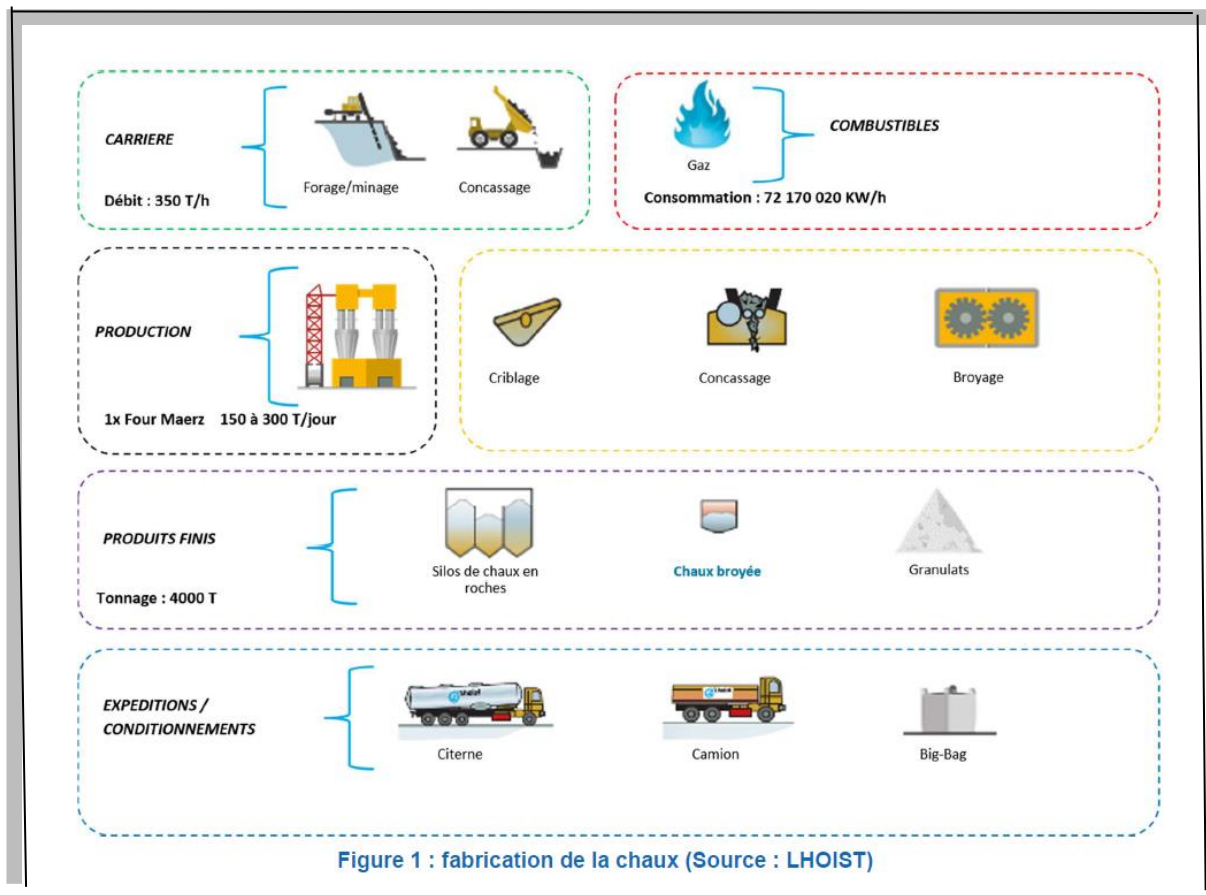 CARRIERE
Débit : 350 T/h
Forage/minage
Concassage
Gaz
COMBUSTIBLES
Consommation : 72 170 020 KW/h
PRODUCTION
1x Four Maerz 150 à 300 T/jour
Criblage
Concassage
Broyage
PRODUITS FINIS
Tonnage : 4000 T
Silos de chaux en
roches
Chaux broyée
Granulats
EXPEDITIONS /
CONDITIONNEMENTS
Lhoist
Citerne
Lhoist
Camion
Big-Bag
Figure 1 : fabrication de la chaux (Source : LHOIST)